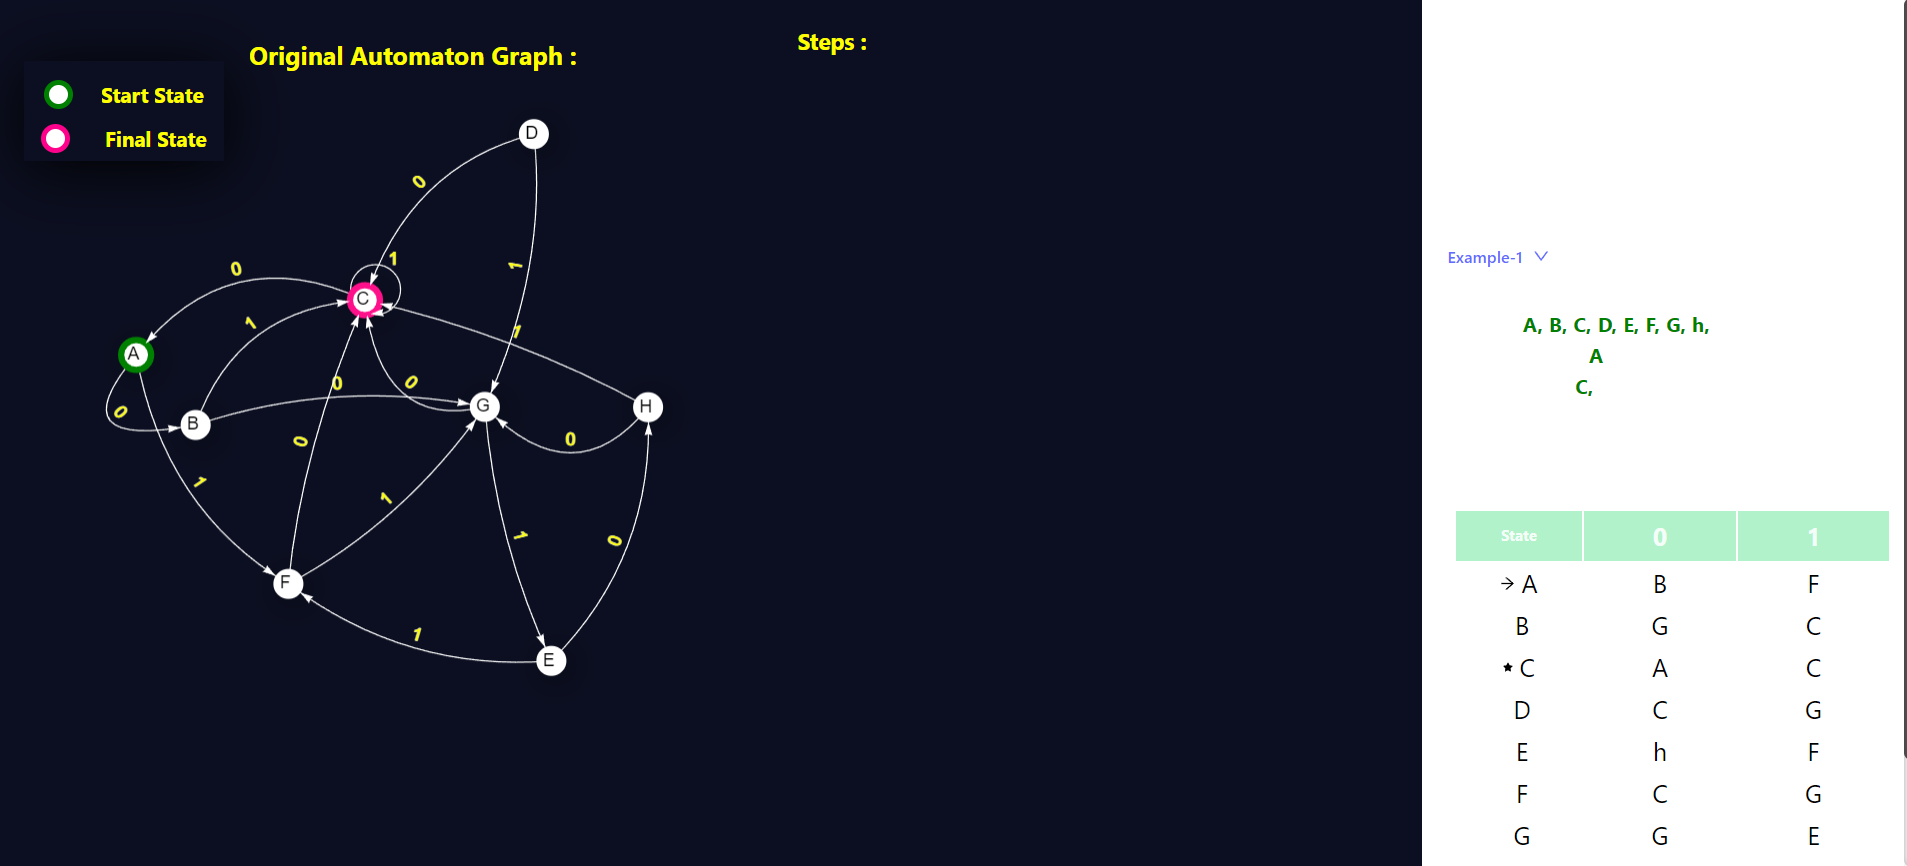 Original Automaton Graph :
Steps :
Start State
Final State
D
0
1
0
1
C
1
1
A
0
0
0
G
H
B
0
0
1
1
1
0
F
1
E
Example-1
A, B, C, D, E, F, G, h,
A
C,
State 0 1
→ A B F
B G C
★ C A C
D C G
E h F
F C G
G G E